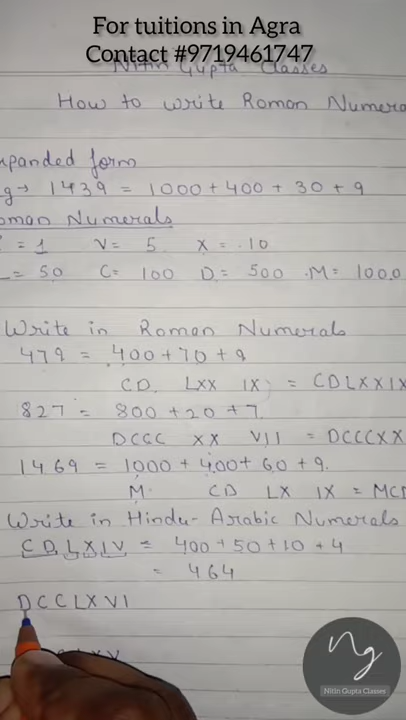 For tuitions in Agra
Contact #9719461747
Nitin Gupta Classes
How to write Roman Numera
xpanded form
g → 1439 = 1000 + 400 + 30 + 9
oman Numerals
= 1 V = 5 X = 10
= 50 C = 100 D = 500 M = 1000
Write in Roman Numerals
479 = 400 + 70 + 9
CD LXX IX = CDLXXIX
827 = 800 + 20 + 7
DCCC XX VII = DCCCXX
1469 = 1000 + 400 + 60 + 9
M CD LX IX = MCD
Write in Hindu-Arabic Numerals
CDLXIV = 400 + 50 + 10 + 4
= 464
DCCLXVI
Nitin Gupta Classes